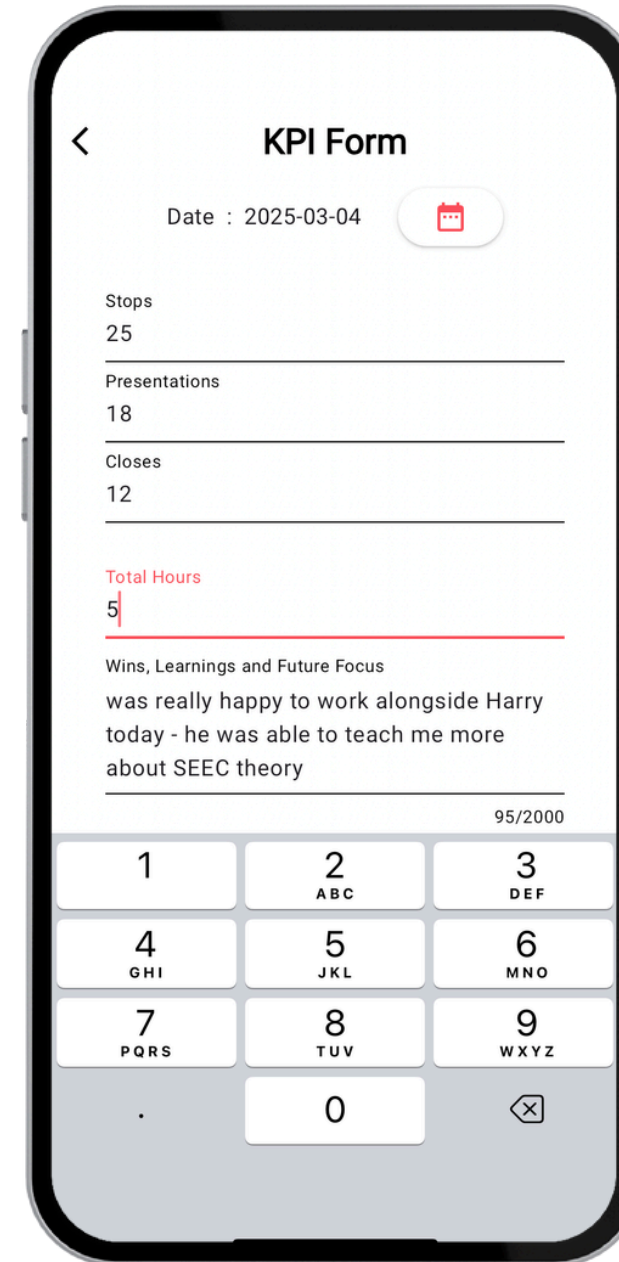 KPI Form
Date : 2025-03-04
Stops
25
Presentations
18
Closes
12
Total Hours
5
Wins, Learnings and Future Focus
was really happy to work alongside Harry
today - he was able to teach me more
about SEEC theory
95/2000
1 2 3
ABC DEF
4 5 6
GHI JKL MNO
7 8 9
PQRS TUV WXYZ
. 0